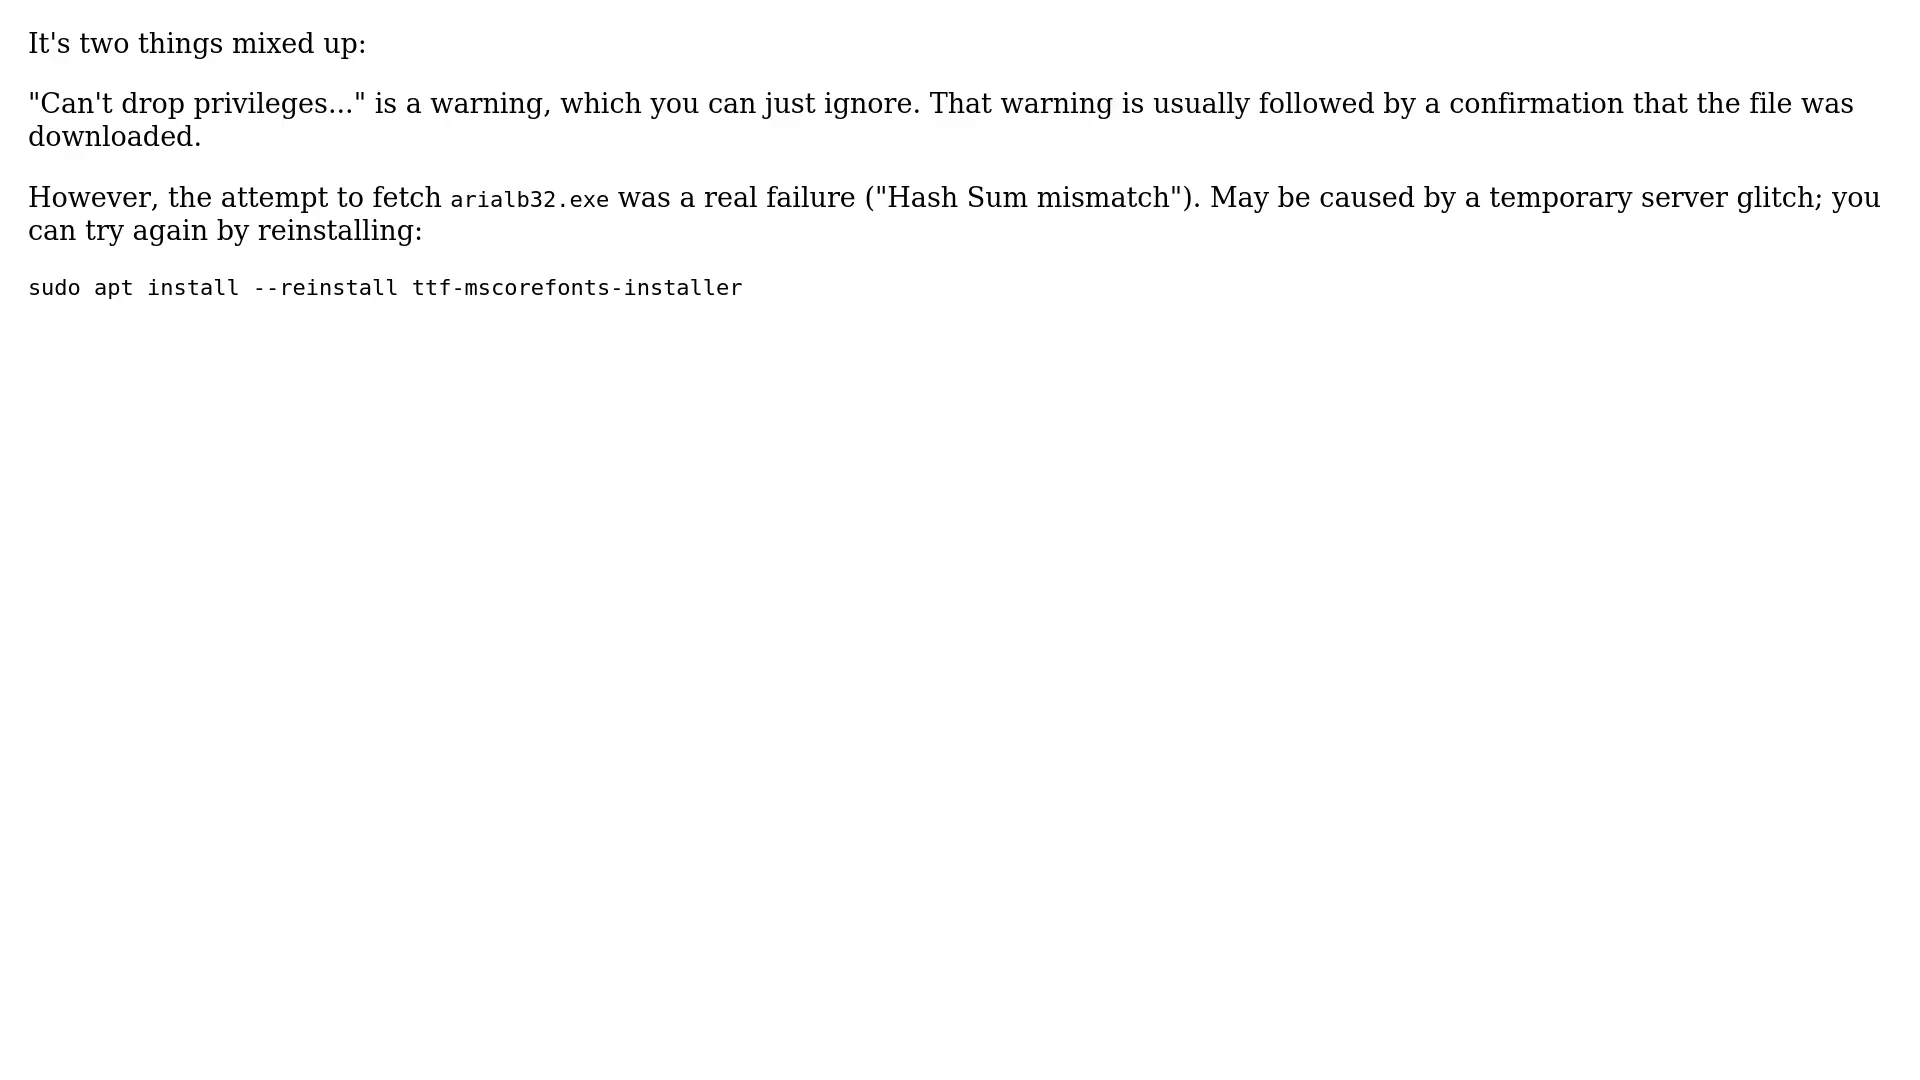 It's two things mixed up:
"Can't drop privileges..." is a warning, which you can just ignore. That warning is usually followed by a confirmation that the file was
downloaded.
However, the attempt to fetch arialb32.exe was a real failure ("Hash Sum mismatch"). May be caused by a temporary server glitch; you
can try again by reinstalling:
sudo apt install --reinstall ttf-mscorefonts-installer